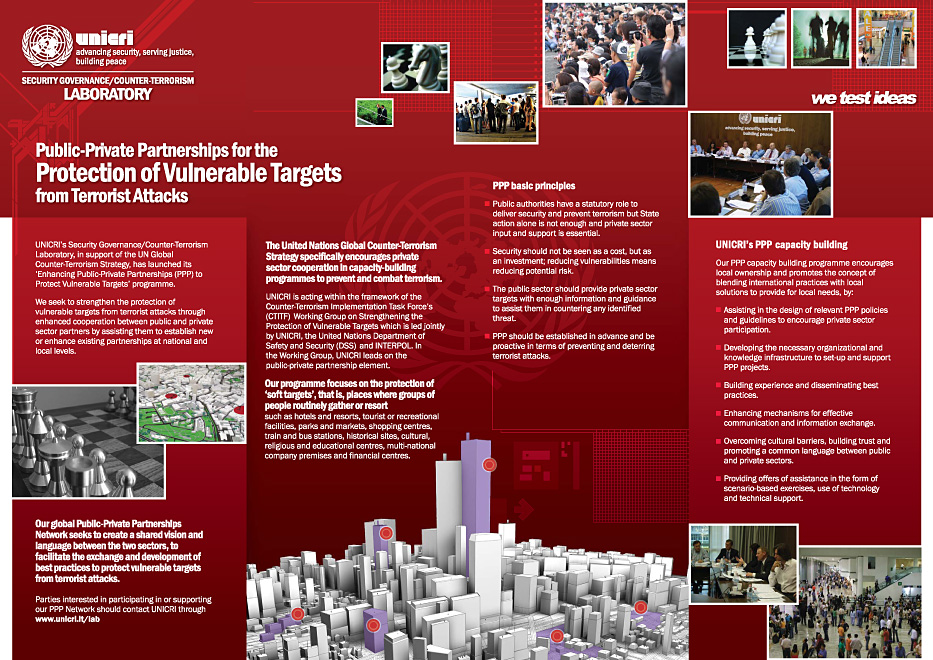 unicri
advancing security, serving justice,
building peace
SECURITY GOVERNANCE/COUNTER-TERRORISM
LABORATORY
we test ideas
unicri
advancing security, serving justice,
building peace
Public-Private Partnerships for the
Protection of Vulnerable Targets
from Terrorist Attacks
UNICRI's Security Governance/Counter-Terrorism
Laboratory, in support of the UN Global
Counter-Terrorism Strategy, has launched its
'Enhancing Public-Private Partnerships (PPP) to
Protect Vulnerable Targets' programme.
We seek to strengthen the protection of
vulnerable targets from terrorist attacks through
enhanced cooperation between public and private
sector partners by assisting them to establish new
or enhance existing partnerships at national and
local levels.
Our global Public-Private Partnerships
Network seeks to create a shared vision and
language between the two sectors, to
facilitate the exchange and development of
best practices to protect vulnerable targets
from terrorist attacks.
Parties interested in participating in or supporting
our PPP Network should contact UNICRI through
www.unicri.it/lab
The United Nations Global Counter-Terrorism
Strategy specifically encourages private
sector cooperation in capacity-building
programmes to prevent and combat terrorism.
UNICRI is acting within the framework of the
Counter-Terrorism Implementation Task Force's
(CTITF) Working Group on Strengthening the
Protection of Vulnerable Targets which is led jointly
by UNICRI, the United Nations Department of
Safety and Security (DSS) and INTERPOL. In
the Working Group, UNICRI leads on the
public-private partnership element.
Our programme focuses on the protection of
'soft targets', that is, places where groups of
people routinely gather or resort
such as hotels and resorts, tourist or recreational
facilities, parks and markets, shopping centres,
train and bus stations, historical sites, cultural,
religious and educational centres, multi-national
company premises and financial centres.
PPP basic principles
Public authorities have a statutory role to
deliver security and prevent terrorism but State
action alone is not enough and private sector
input and support is essential.
Security should not be seen as a cost, but as
an investment; reducing vulnerabilities means
reducing potential risk.
The public sector should provide private sector
targets with enough information and guidance
to assist them in countering any identified
threat.
PPP should be established in advance and be
proactive in terms of preventing and deterring
terrorist attacks.
UNICRI's PPP capacity building
Our PPP capacity building programme encourages
local ownership and promotes the concept of
blending international practices with local
solutions to provide for local needs, by:
Assisting in the design of relevant PPP policies
and guidelines to encourage private sector
participation.
Developing the necessary organizational and
knowledge infrastructure to set-up and support
PPP projects.
Building experience and disseminating best
practices.
Enhancing mechanisms for effective
communication and information exchange.
Overcoming cultural barriers, building trust and
promoting a common language between public
and private sectors.
Providing offers of assistance in the form of
scenario-based exercises, use of technology
and technical support.